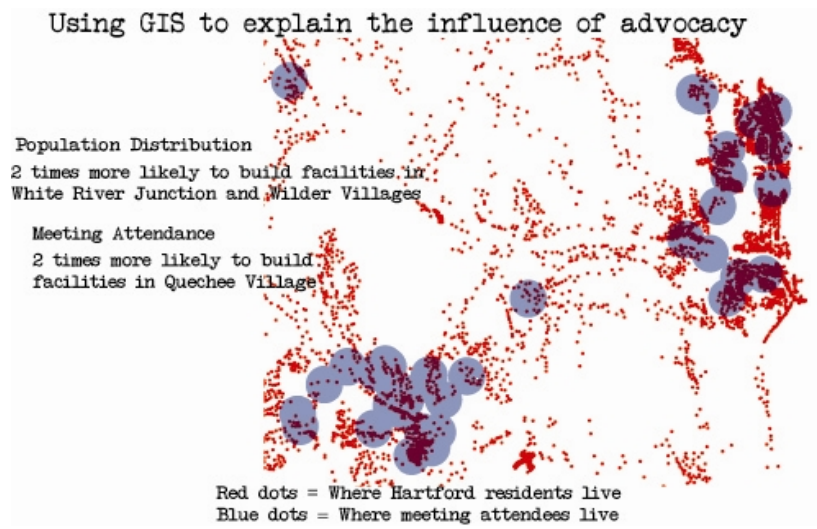 Using GIS to explain the influence of advocacy
Population Distribution
2 times more likely to build facilities in
White River Junction and Wilder Villages
Meeting Attendance
2 times more likely to build
facilities in Quechee Village
Red dots = Where Hartford residents live
Blue dots = Where meeting attendees live